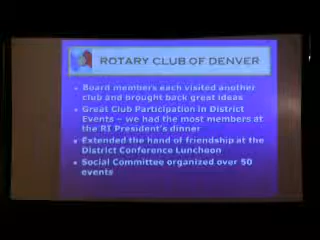 ROTARY CLUB OF DENVER
Board members each visited another
club and brought back great ideas
Great Club Participation in District
Events – we had the most members at
the RI President's dinner
Extended the hand of friendship at the
District Conference Luncheon
Social Committee organized over 50
events